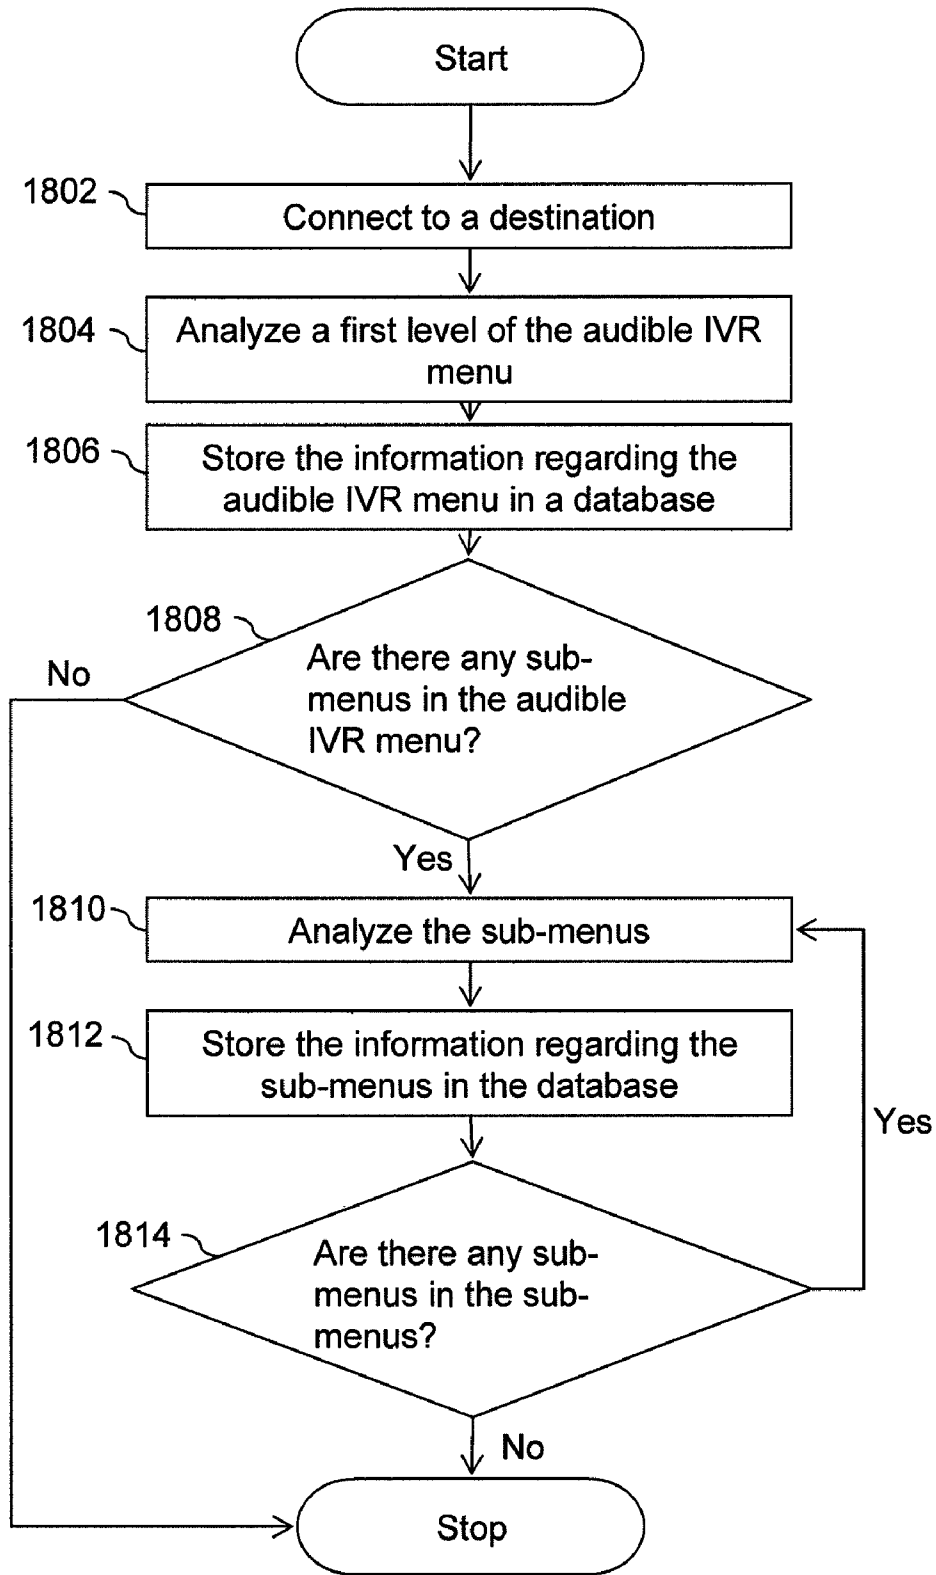 Start
1802
Connect to a destination
1804
Analyze a first level of the audible IVR
menu
1806
Store the information regarding the
audible IVR menu in a database
1808
Are there any sub-
menus in the audible
IVR menu?
No
Yes
1810
Analyze the sub-menus
1812
Store the information regarding the
sub-menus in the database
Yes
1814
Are there any sub-
menus in the sub-
menus?
No
Stop